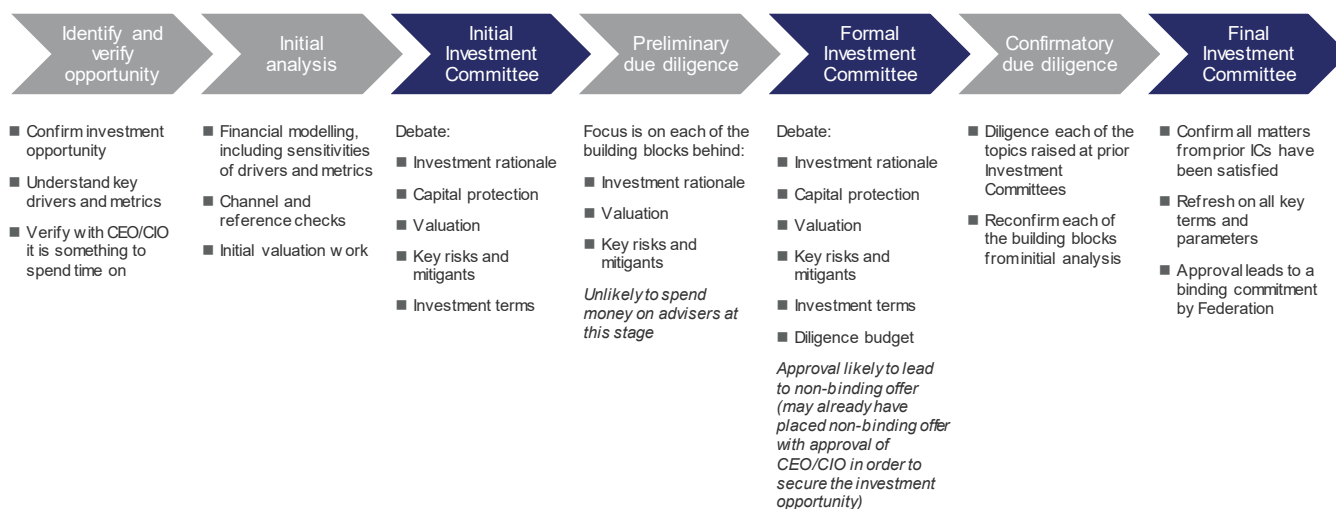 Identify and
verify
opportunity
Initial
analysis
Initial
Investment
Committee
Preliminary
due diligence
Formal
Investment
Committee
Confirmatory
due diligence
Final
Investment
Committee
■ Confirm investment
opportunity
■ Understand key
drivers and metrics
■ Verify with CEO/CIO
it is something to
spend time on
■ Financial modelling,
including sensitivities
of drivers and metrics
■ Channel and
reference checks
■ Initial valuation work
Debate:
■ Investment rationale
■ Capital protection
■ Valuation
■ Key risks and
mitigants
■ Investment terms
Focus is on each of the
building blocks behind:
■ Investment rationale
■ Valuation
■ Key risks and
mitigants
Unlikely to spend
money on advisers at
this stage
Debate:
■ Investment rationale
■ Capital protection
■ Valuation
■ Key risks and
mitigants
■ Investment terms
■ Diligence budget
Approval likely to lead
to non-binding offer
(may already have
placed non-binding offer
with approval of
CEO/CIO in order to
secure the investment
opportunity)
■ Diligence each of the
topics raised at prior
Investment
Committees
■ Reconfirm each of
the building blocks
from initial analysis
■ Confirm all matters
from prior ICs have
been satisfied
■ Refresh on all key
terms and
parameters
■ Approval leads to a
binding commitment
by Federation